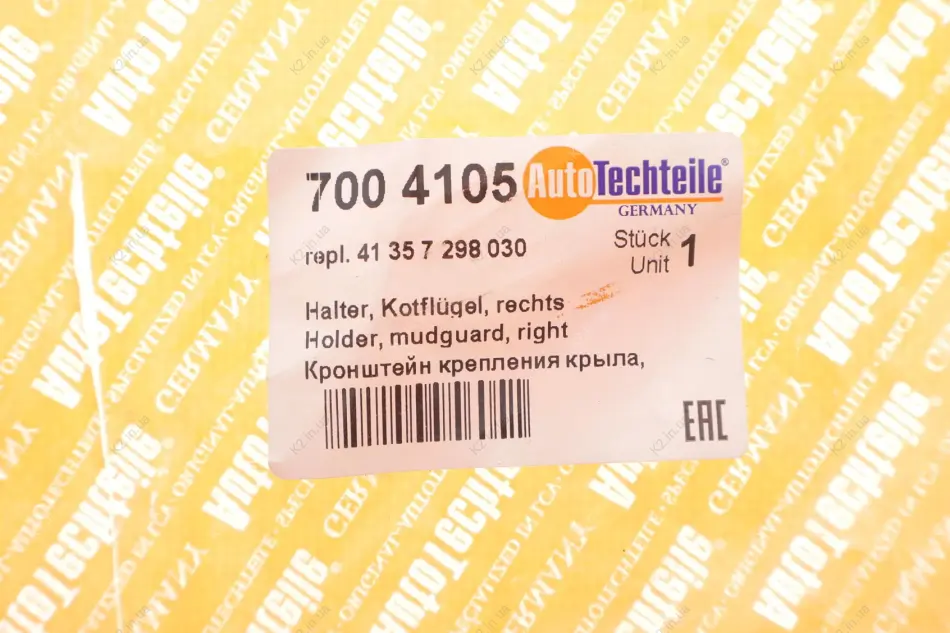 700 4105
AutoTechteile®
GERMANY
repl. 41 35 7 298 030
Stück
Unit 1
Halter, Kotflügel, rechts
Holder, mudguard, right
Кронштейн крепления крыла,
EAC